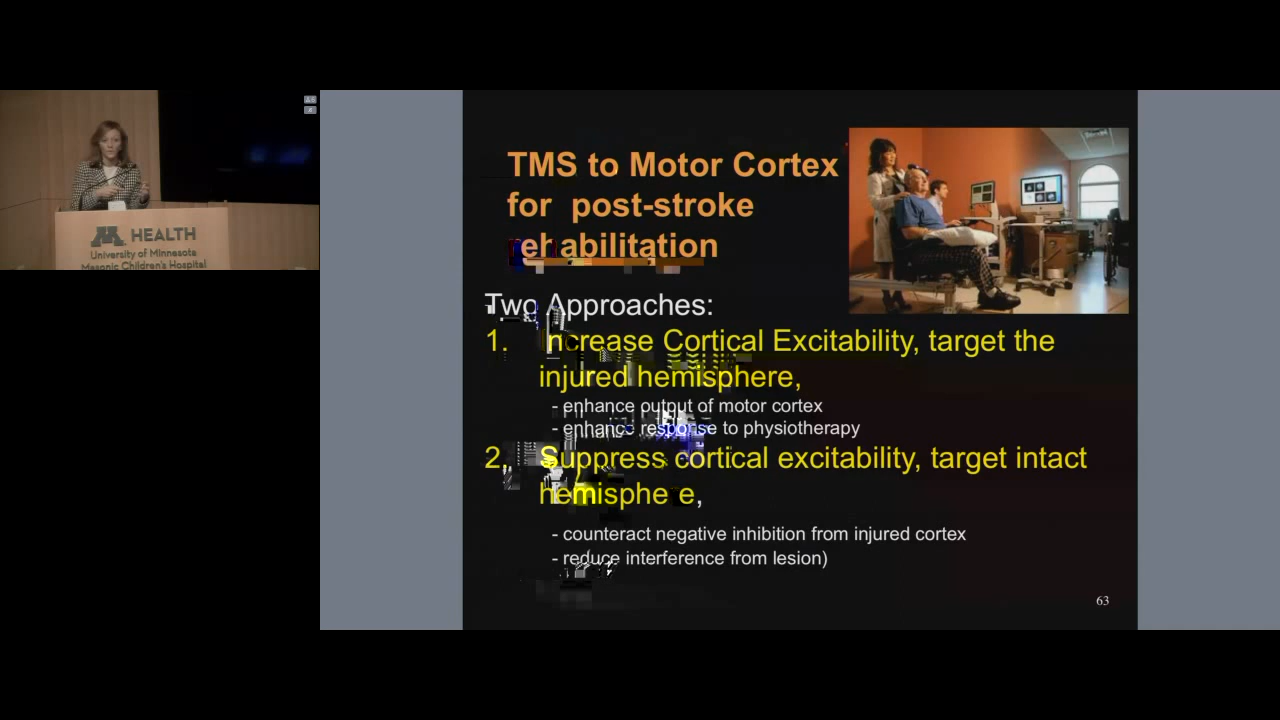 HEALTH
University of Minnesota
Masonic Children's Hospital
TMS to Motor Cortex
for post-stroke
rehabilitation
Two Approaches:
1. Increase Cortical Excitability, target the
injured hemisphere,
- enhance output of motor cortex
- enhance response to physiotherapy
2. Suppress cortical excitability, target intact
hemisphe e,
- counteract negative inhibition from injured cortex
- reduce interference from lesion)
63